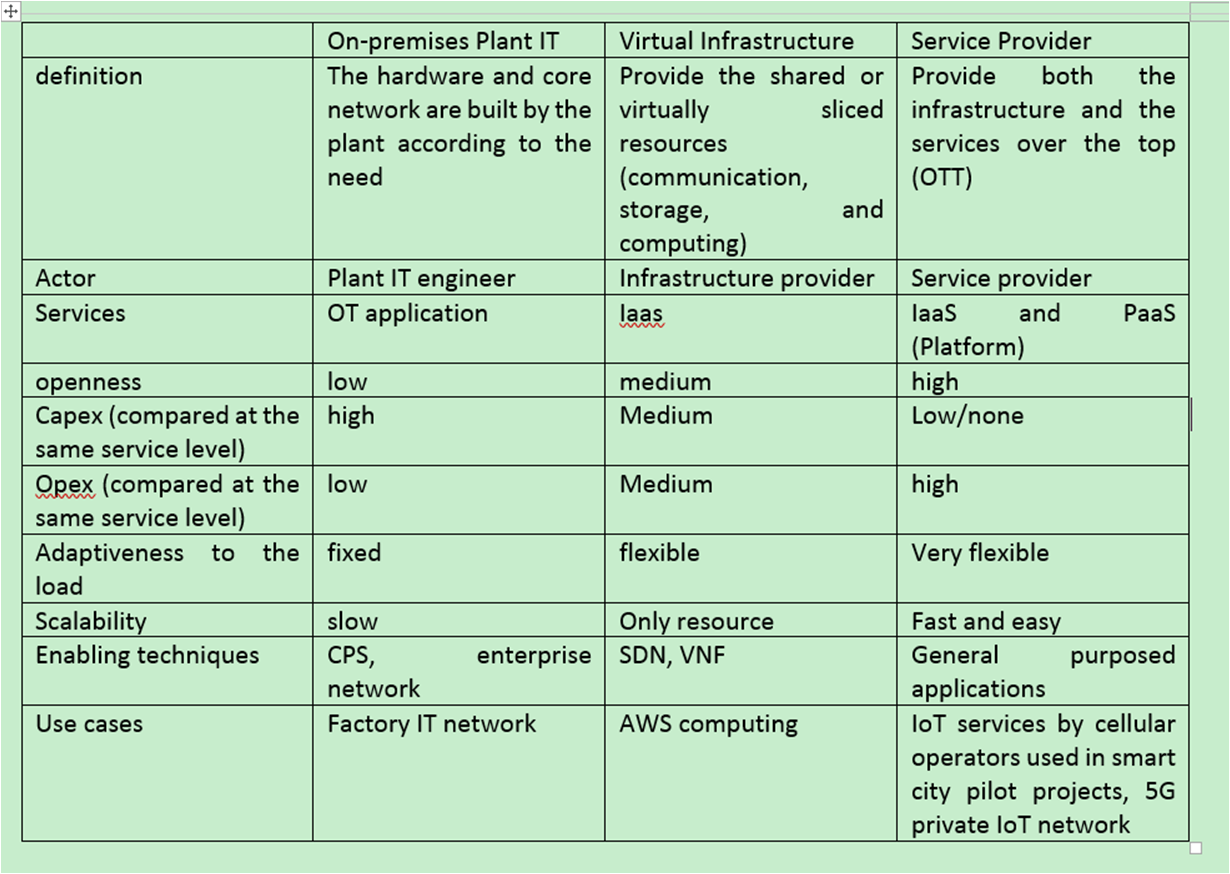 On-premises Plant IT Virtual Infrastructure Service Provider
definition The hardware and core Provide the shared or Provide both the
network are built by the virtually sliced infrastructure and the
plant according to the resources services over the top
need (communication, (OTT)
storage, and
computing)
Actor Plant IT engineer Infrastructure provider Service provider
Services OT application Iaas IaaS and PaaS
(Platform)
openness low medium high
Capex (compared at the high Medium Low/none
same service level)
Opex (compared at the low Medium high
same service level)
Adaptiveness to the fixed flexible Very flexible
load
Scalability slow Only resource Fast and easy
Enabling techniques CPS, enterprise SDN, VNF General purposed
network applications
Use cases Factory IT network AWS computing IoT services by cellular
operators used in smart
city pilot projects, 5G
private IoT network